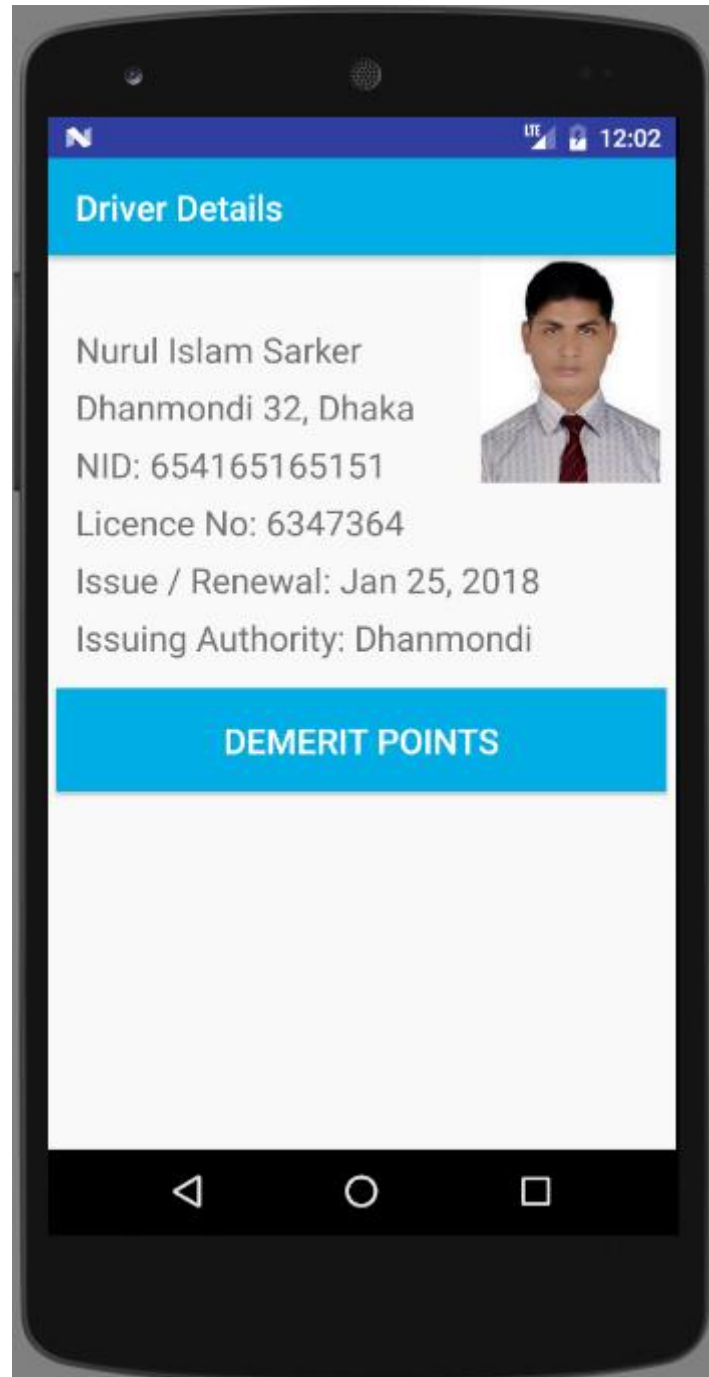 LTE 12:02
Driver Details
Nurul Islam Sarker
Dhanmondi 32, Dhaka
NID: 654165165151
Licence No: 6347364
Issue / Renewal: Jan 25, 2018
Issuing Authority: Dhanmondi
DEMERIT POINTS